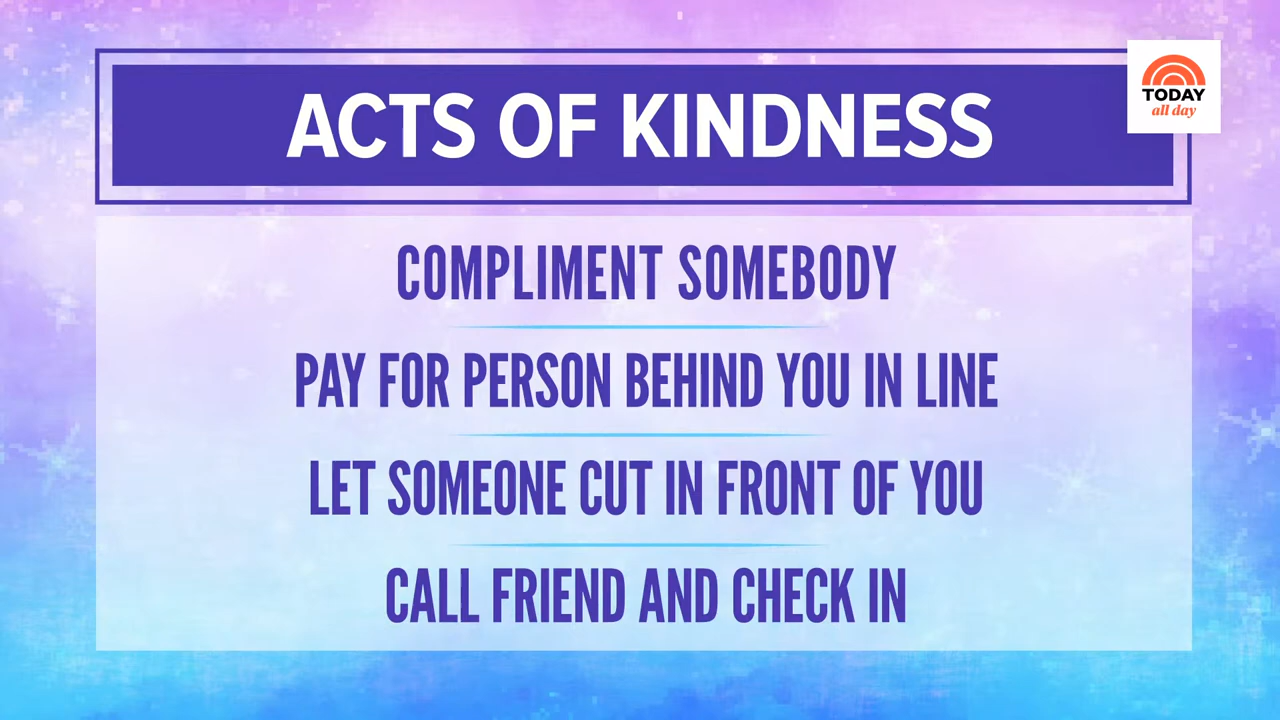 ACTS OF KINDNESS
TODAY
all day
COMPLIMENT SOMEBODY
PAY FOR PERSON BEHIND YOU IN LINE
LET SOMEONE CUT IN FRONT OF YOU
CALL FRIEND AND CHECK IN